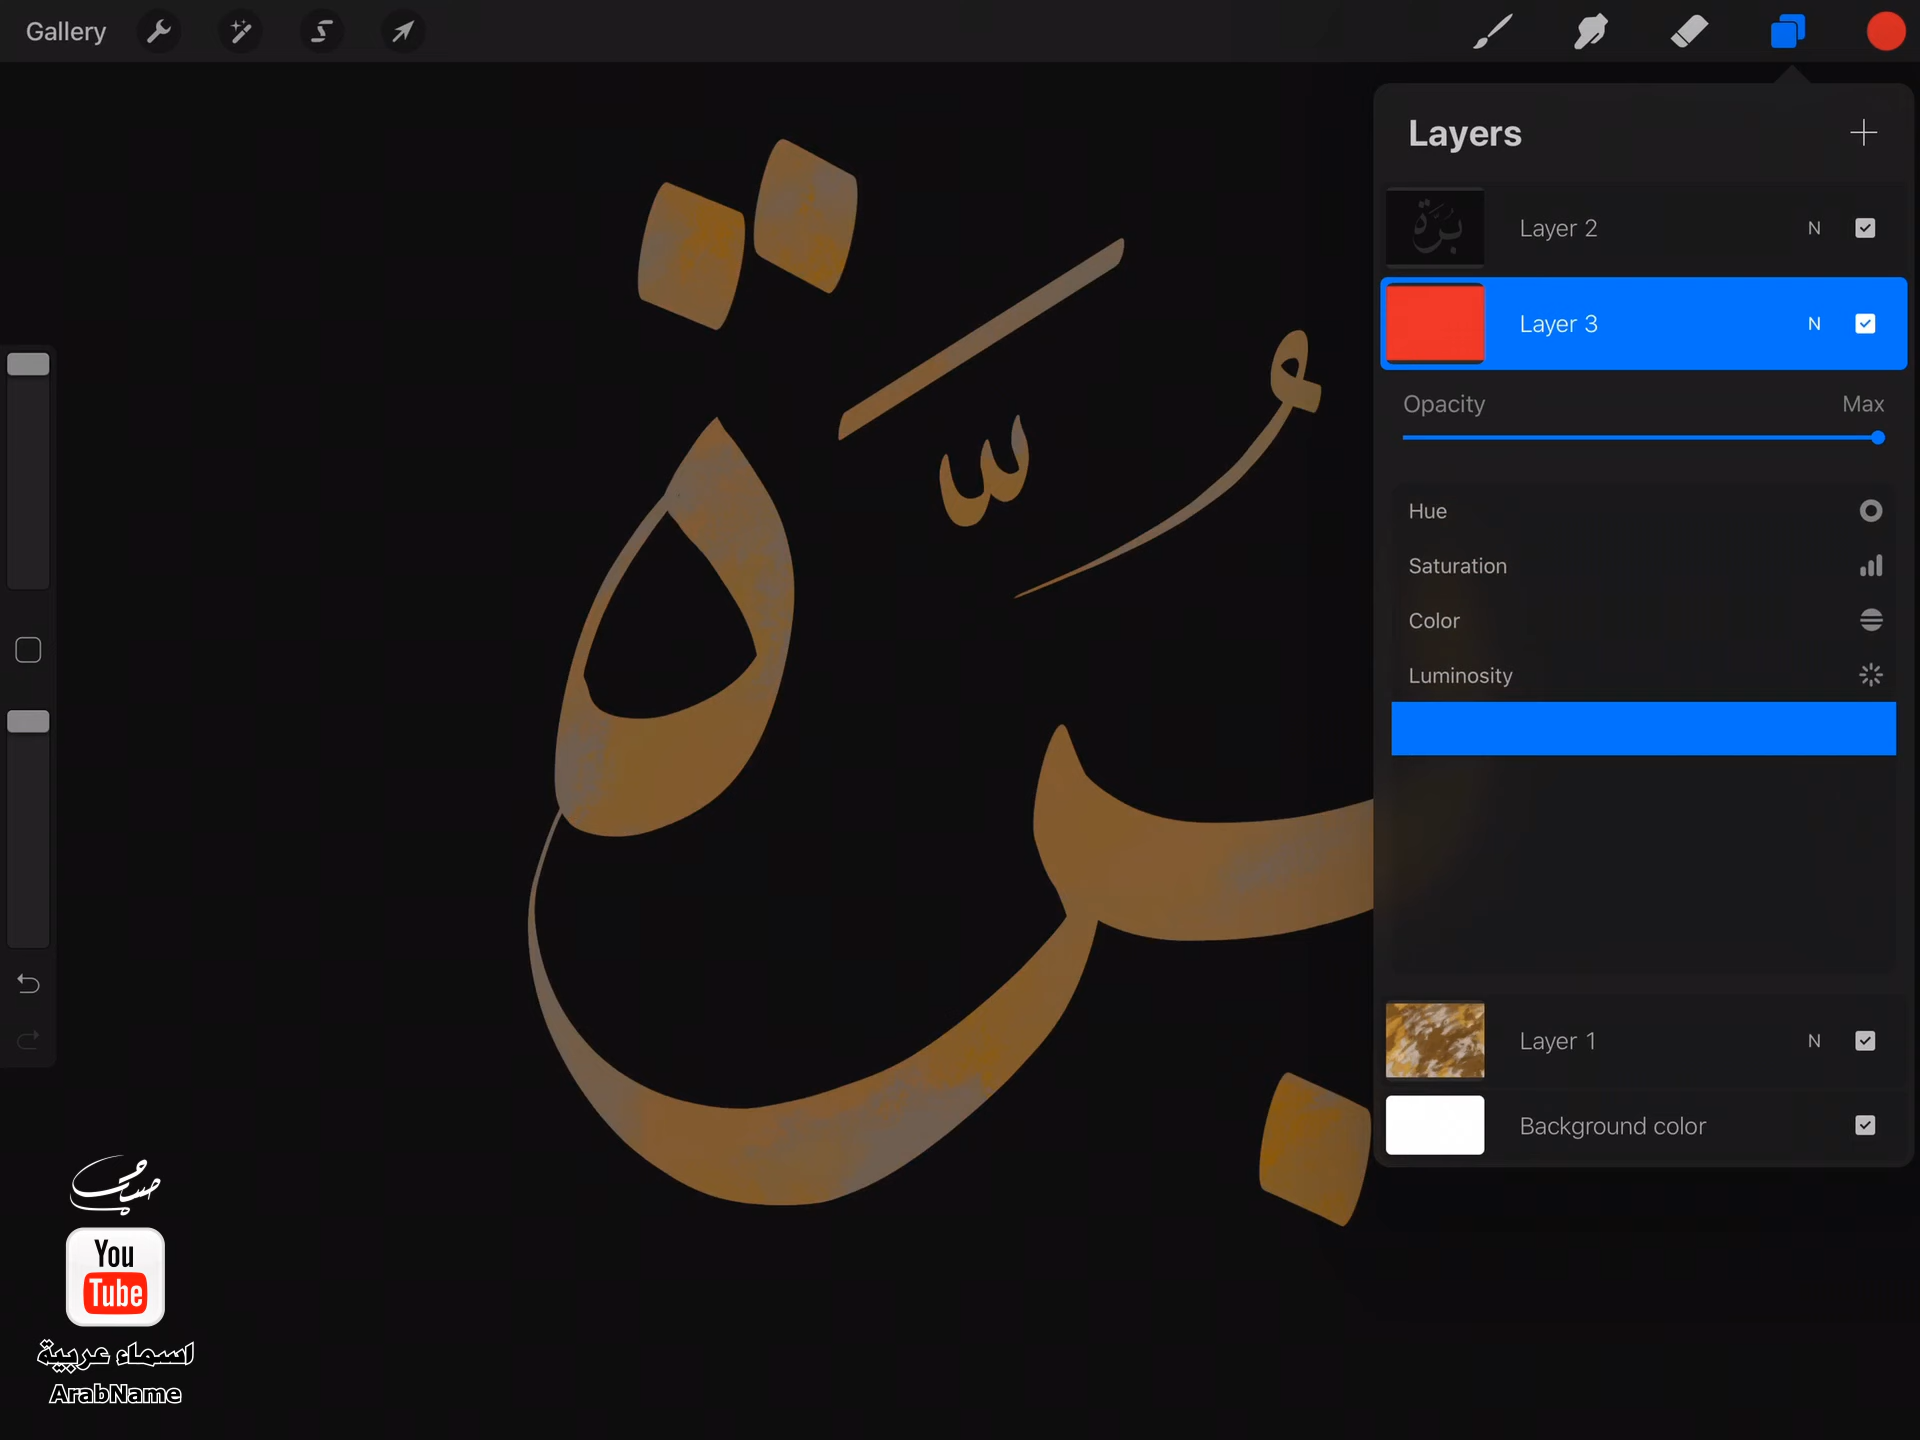 Gallery
Layers
Layer 2 N
Layer 3 N
Opacity Max
Hue
Saturation
Color
Luminosity
Layer 1 N
Background color
بُرَّة
You
Tube
اسماء عربية
ArabName